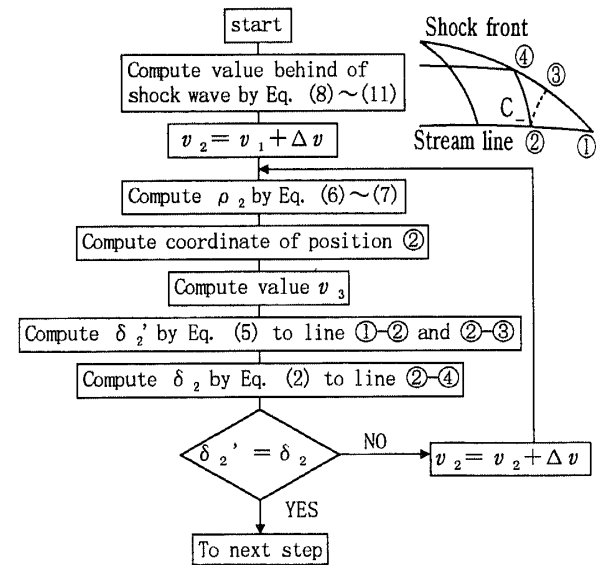 start
Compute value behind of
shock wave by Eq. (8)~(11)
v₂= v₁+Δv
Compute ρ₂ by Eq. (6)~(7)
Compute coordinate of position ②
Compute value v₃
Compute δ₂' by Eq. (5) to line ①-② and ②-③
Compute δ₂ by Eq. (2) to line ②-④
δ₂' = δ₂
NO
v₂= v₂+Δv
YES
To next step
Shock front
④
③
C₋
Stream line ② ①